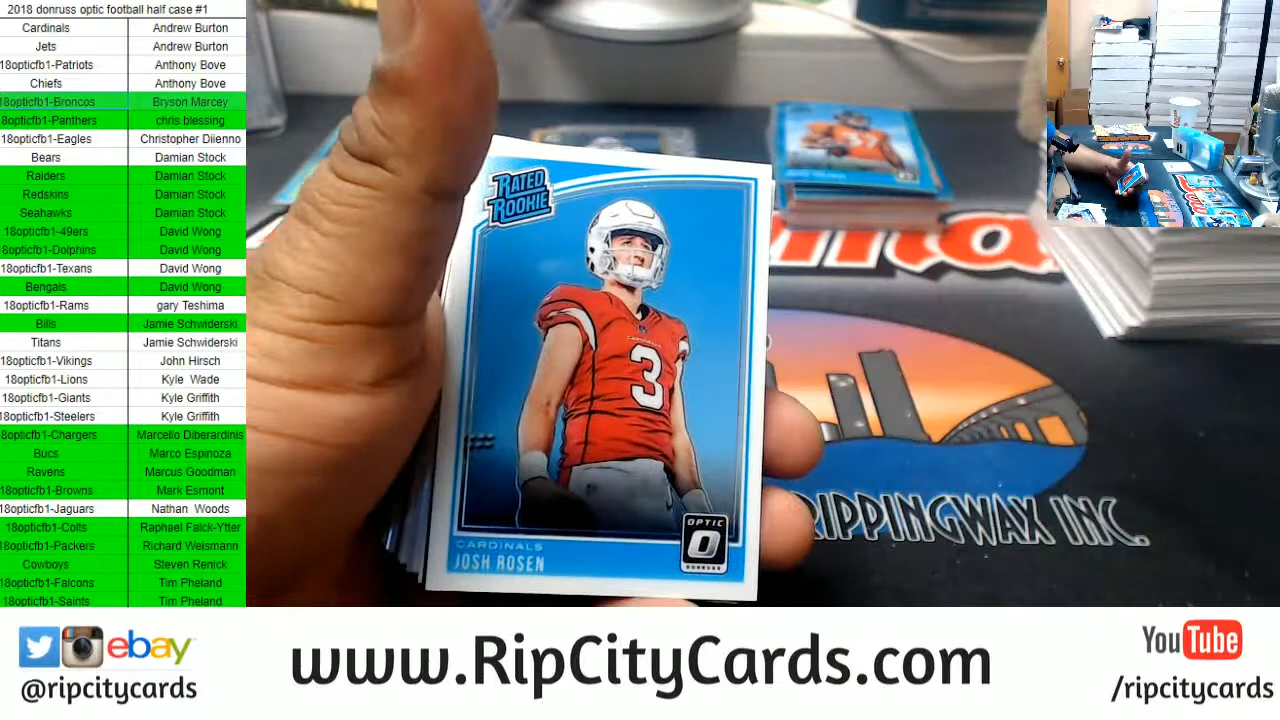 2018 donruss optic football half case #1
Cardinals Andrew Burton
Jets Andrew Burton
18opticfb1-Patriots Anthony Bove
Chiefs Anthony Bove
18opticfb1-Broncos Bryson Marcey
8opticfb1-Panthers chris blessing
18opticfb1-Eagles Christopher Diienno
Bears Damian Stock
Raiders Damian Stock
Redskins Damian Stock
Seahawks Damian Stock
18opticfb1-49ers David Wong
8opticfb1-Dolphins David Wong
18opticfb1-Texans David Wong
Bengals David Wong
18opticfb1-Rams gary Teshima
Bills Jamie Schwiderski
Titans Jamie Schwiderski
18opticfb1-Vikings John Hirsch
18opticfb1-Lions Kyle Wade
18opticfb1-Giants Kyle Griffith
18opticfb1-Steelers Kyle Griffith
8opticfb1-Chargers Marcello Diberardinis
Bucs Marco Espinoza
Ravens Marcus Goodman
18opticfb1-Browns Mark Esmont
18opticfb1-Jaguars Nathan Woods
18opticfb1-Colts Raphael Falck-Ytter
18opticfb1-Packers Richard Weismann
Cowboys Steven Renick
18opticfb1-Falcons Tim Pheland
18opticfb1-Saints Tim Pheland
RATED
ROOKIE
3
CARDINALS
JOSH ROSEN
OPTIC
O
DONRUSS
RIPPINGWAX INC.
ebay
@ripcitycards
www.RipCityCards.com
YouTube
/ripcitycards